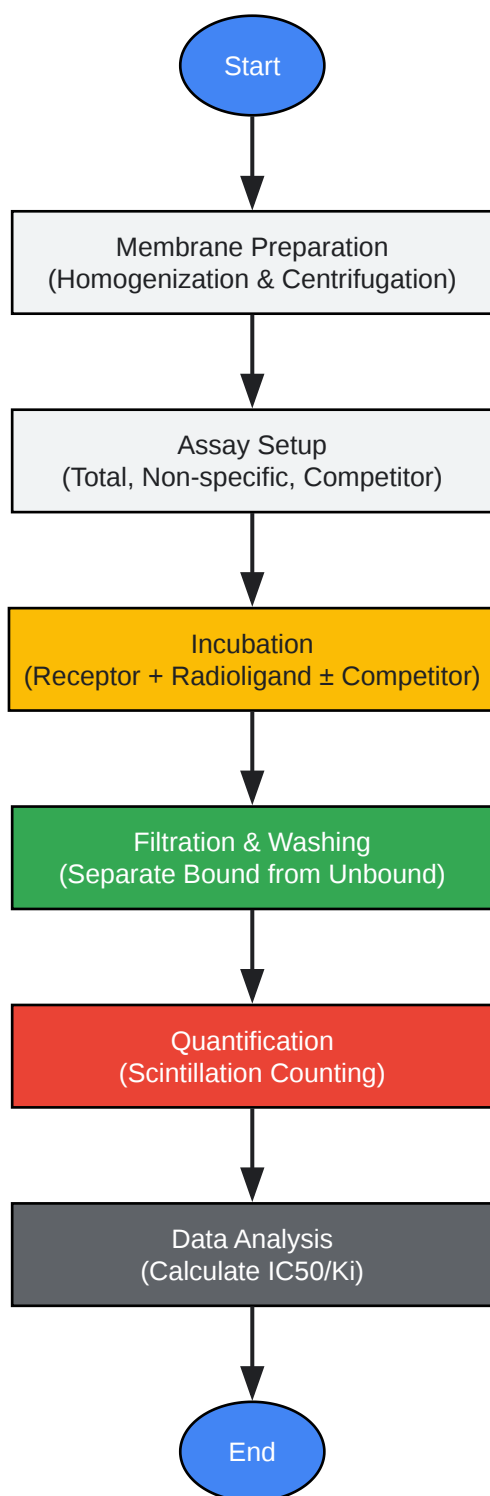 Start
Membrane Preparation
(Homogenization & Centrifugation)
Assay Setup
(Total, Non-specific, Competitor)
Incubation
(Receptor + Radioligand ± Competitor)
Filtration & Washing
(Separate Bound from Unbound)
Quantification
(Scintillation Counting)
Data Analysis
(Calculate IC50/Ki)
End